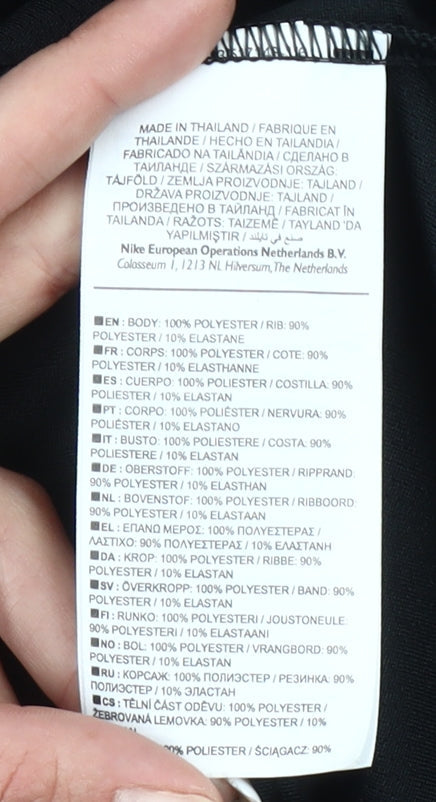 MADE IN THAILAND / FABRIQUE EN
THAILANDE / HECHO EN TAILANDIA /
FABRICADO NA TAILÂNDIA / СДЕЛАНО В
ТАИЛАНДЕ / SZÁRMAZÁSI ORSZÁG:
TÁJFÖLD / ZEMLJA PROIZVODNJE: TAJLAND /
DRŽAVA PROIZVODNJE: TAJLAND /
ПРОИЗВЕДЕНО В ТАЙЛАНД / FABRICAT ÎN
TAILANDA / RAŽOTS: TAIZEMĒ / TAYLAND 'DA
YAPILMIŞTIR / صنع في تايلند
Nike European Operations Netherlands B.V.
Colosseum 1, 1213 NL Hilversum, The Netherlands
EN : BODY: 100% POLYESTER / RIB: 90%
POLYESTER / 10% ELASTANE
FR : CORPS: 100% POLYESTER / COTE: 90%
POLYESTER / 10% ELASTHANNE
ES : CUERPO: 100% POLIESTER / COSTILLA: 90%
POLIESTER / 10% ELASTAN
PT : CORPO: 100% POLIÉSTER / NERVURA: 90%
POLIÉSTER / 10% ELASTANO
IT : BUSTO: 100% POLIESTERE / COSTA: 90%
POLIESTERE / 10% ELASTAN
DE : OBERSTOFF: 100% POLYESTER / RIPPRAND:
90% POLYESTER / 10% ELASTHAN
NL : BOVENSTOF: 100% POLYESTER / RIBBOORD:
90% POLYESTER / 10% ELASTAAN
EL : ΕΠΑΝΩ ΜΕΡΟΣ: 100% ΠΟΛΥΕΣΤΕΡΑΣ /
ΛΑΣΤΙΧΟ: 90% ΠΟΛΥΕΣΤΕΡΑΣ / 10% ΕΛΑΣΤΑΝΗ
DA : KROP: 100% POLYESTER / RIBBE: 90%
POLYESTER / 10% ELASTAN
SV : ÖVERKROPP: 100% POLYESTER / BAND: 90%
POLYESTER / 10% ELASTAN
FI : RUNKO: 100% POLYESTERI / JOUSTONEULE:
90% POLYESTERI / 10% ELASTAANI
NO : BOL: 100% POLYESTER / VRANGBORD: 90%
POLYESTER / 10% ELASTAN
RU : КОРСАЖ: 100% ПОЛИЭСТЕР / РЕЗИНКА: 90%
ПОЛИЭСТЕР / 10% ЭЛАСТАН
CS : TĚLNÍ ČÁST ODĚVU: 100% POLYESTER /
ŽEBROVANÁ LEMOVKA: 90% POLYESTER / 10%
POLIESTER / ŚCIĄGACZ: 90%